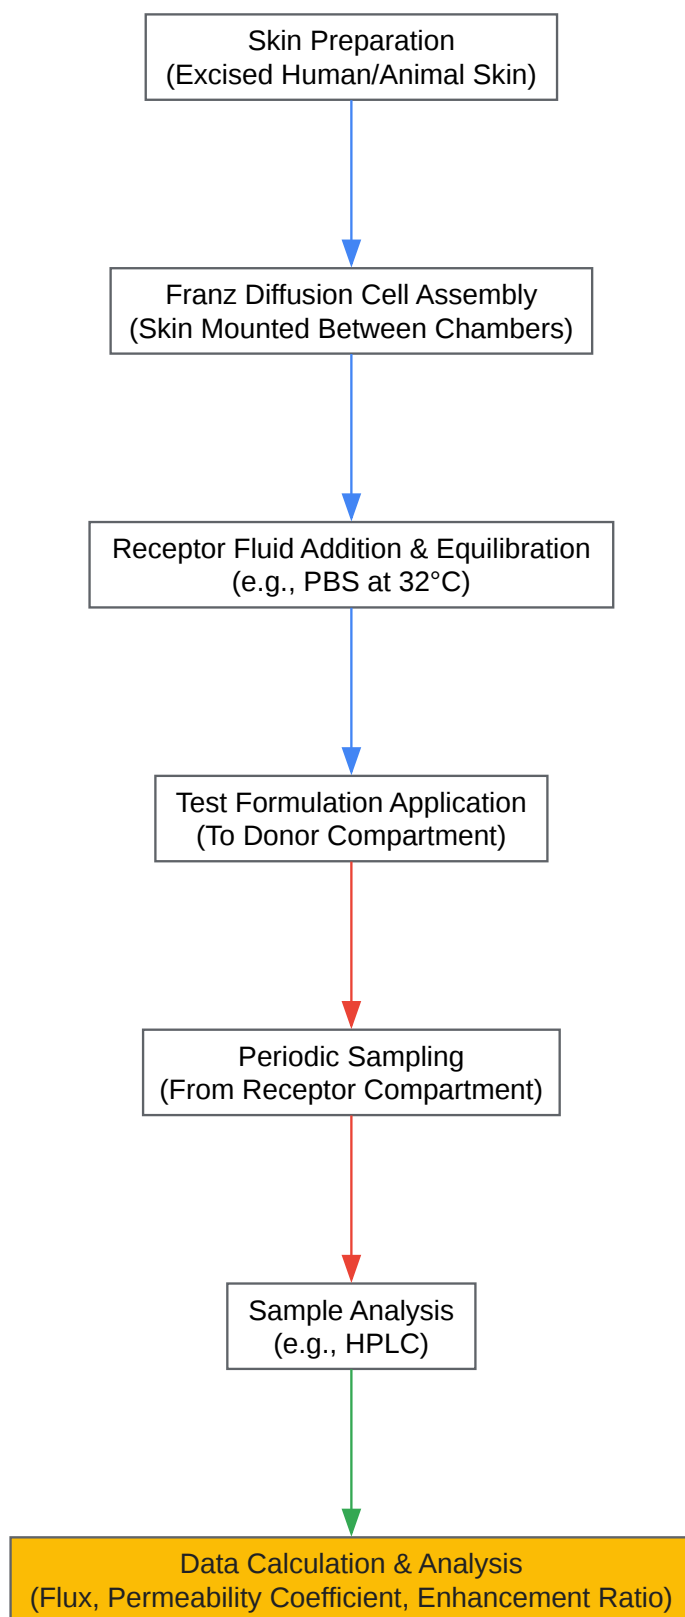 Skin Preparation
(Excised Human/Animal Skin)
Franz Diffusion Cell Assembly
(Skin Mounted Between Chambers)
Receptor Fluid Addition & Equilibration
(e.g., PBS at 32°C)
Test Formulation Application
(To Donor Compartment)
Periodic Sampling
(From Receptor Compartment)
Sample Analysis
(e.g., HPLC)
Data Calculation & Analysis
(Flux, Permeability Coefficient, Enhancement Ratio)